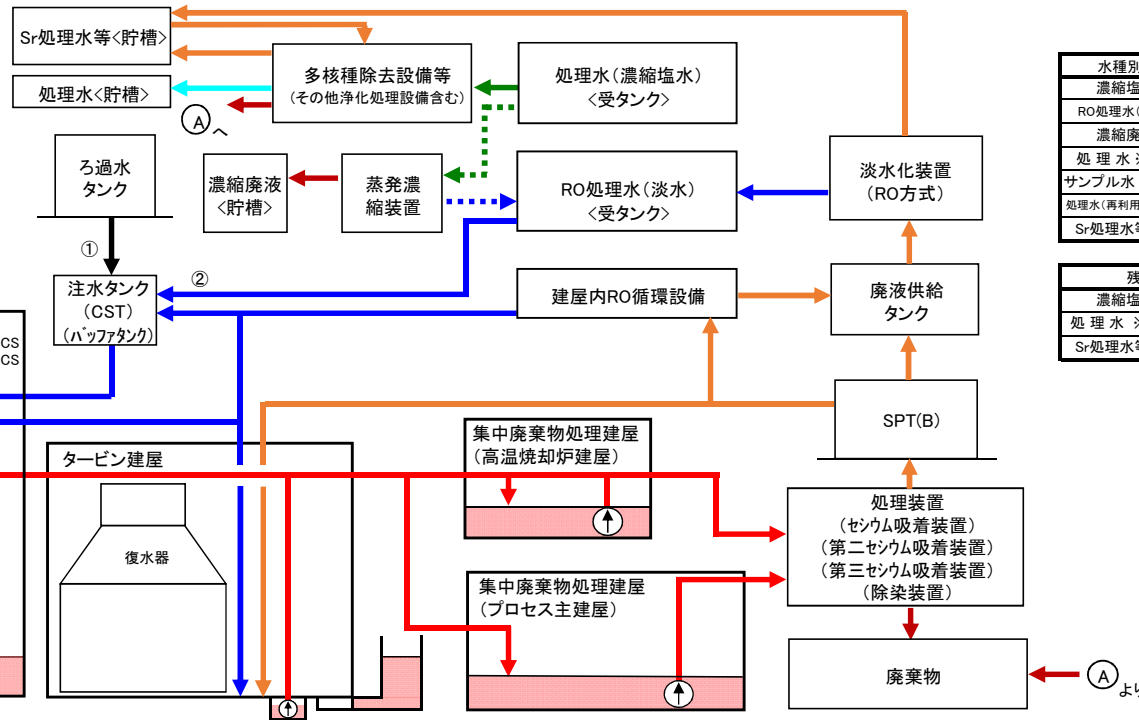 Sr処理水等<貯槽>
処理水<貯槽>
多核種除去設備等
(その他浄化処理設備含む)
Aへ
処理水(濃縮塩水)
<受タンク>
ろ過水
タンク
濃縮廃液
<貯槽>
蒸発濃
縮装置
RO処理水(淡水)
<受タンク>
淡水化装置
(RO方式)
①
②
注水タンク
(CST)
(バッファタンク)
建屋内RO循環設備
廃液供給
タンク
CS
CS
SPT(B)
タービン建屋
復水器
集中廃棄物処理建屋
(高温焼却炉建屋)
集中廃棄物処理建屋
(プロセス主建屋)
処理装置
(セシウム吸着装置)
(第二セシウム吸着装置)
(第三セシウム吸着装置)
(除染装置)
廃棄物
Aより
水種別
濃縮塩
RO処理水(
濃縮廃
処理水※
サンプル水
処理水(再利用
Sr処理水等
残
濃縮塩
処理水※
Sr処理水等